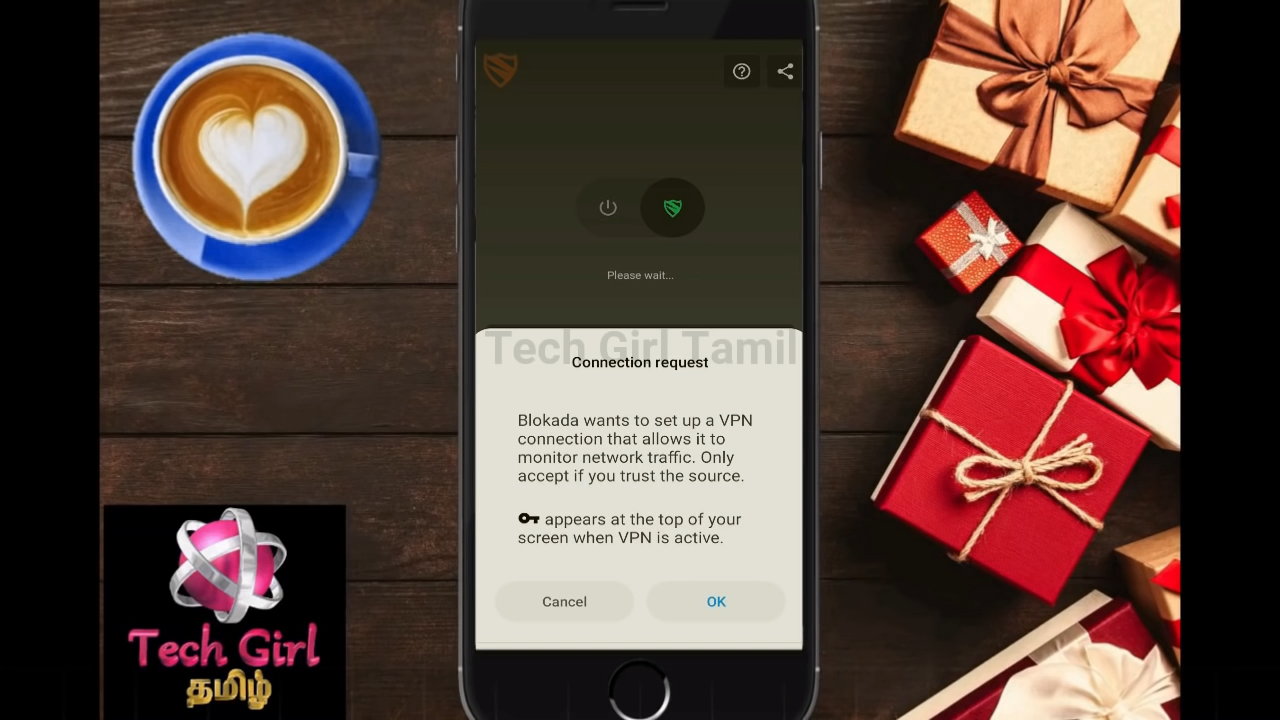 Please wait...
Tech Girl Tamil
Connection request
Blokada wants to set up a VPN
connection that allows it to
monitor network traffic. Only
accept if you trust the source.
appears at the top of your
screen when VPN is active.
Cancel
OK
Tech Girl
தமிழ்